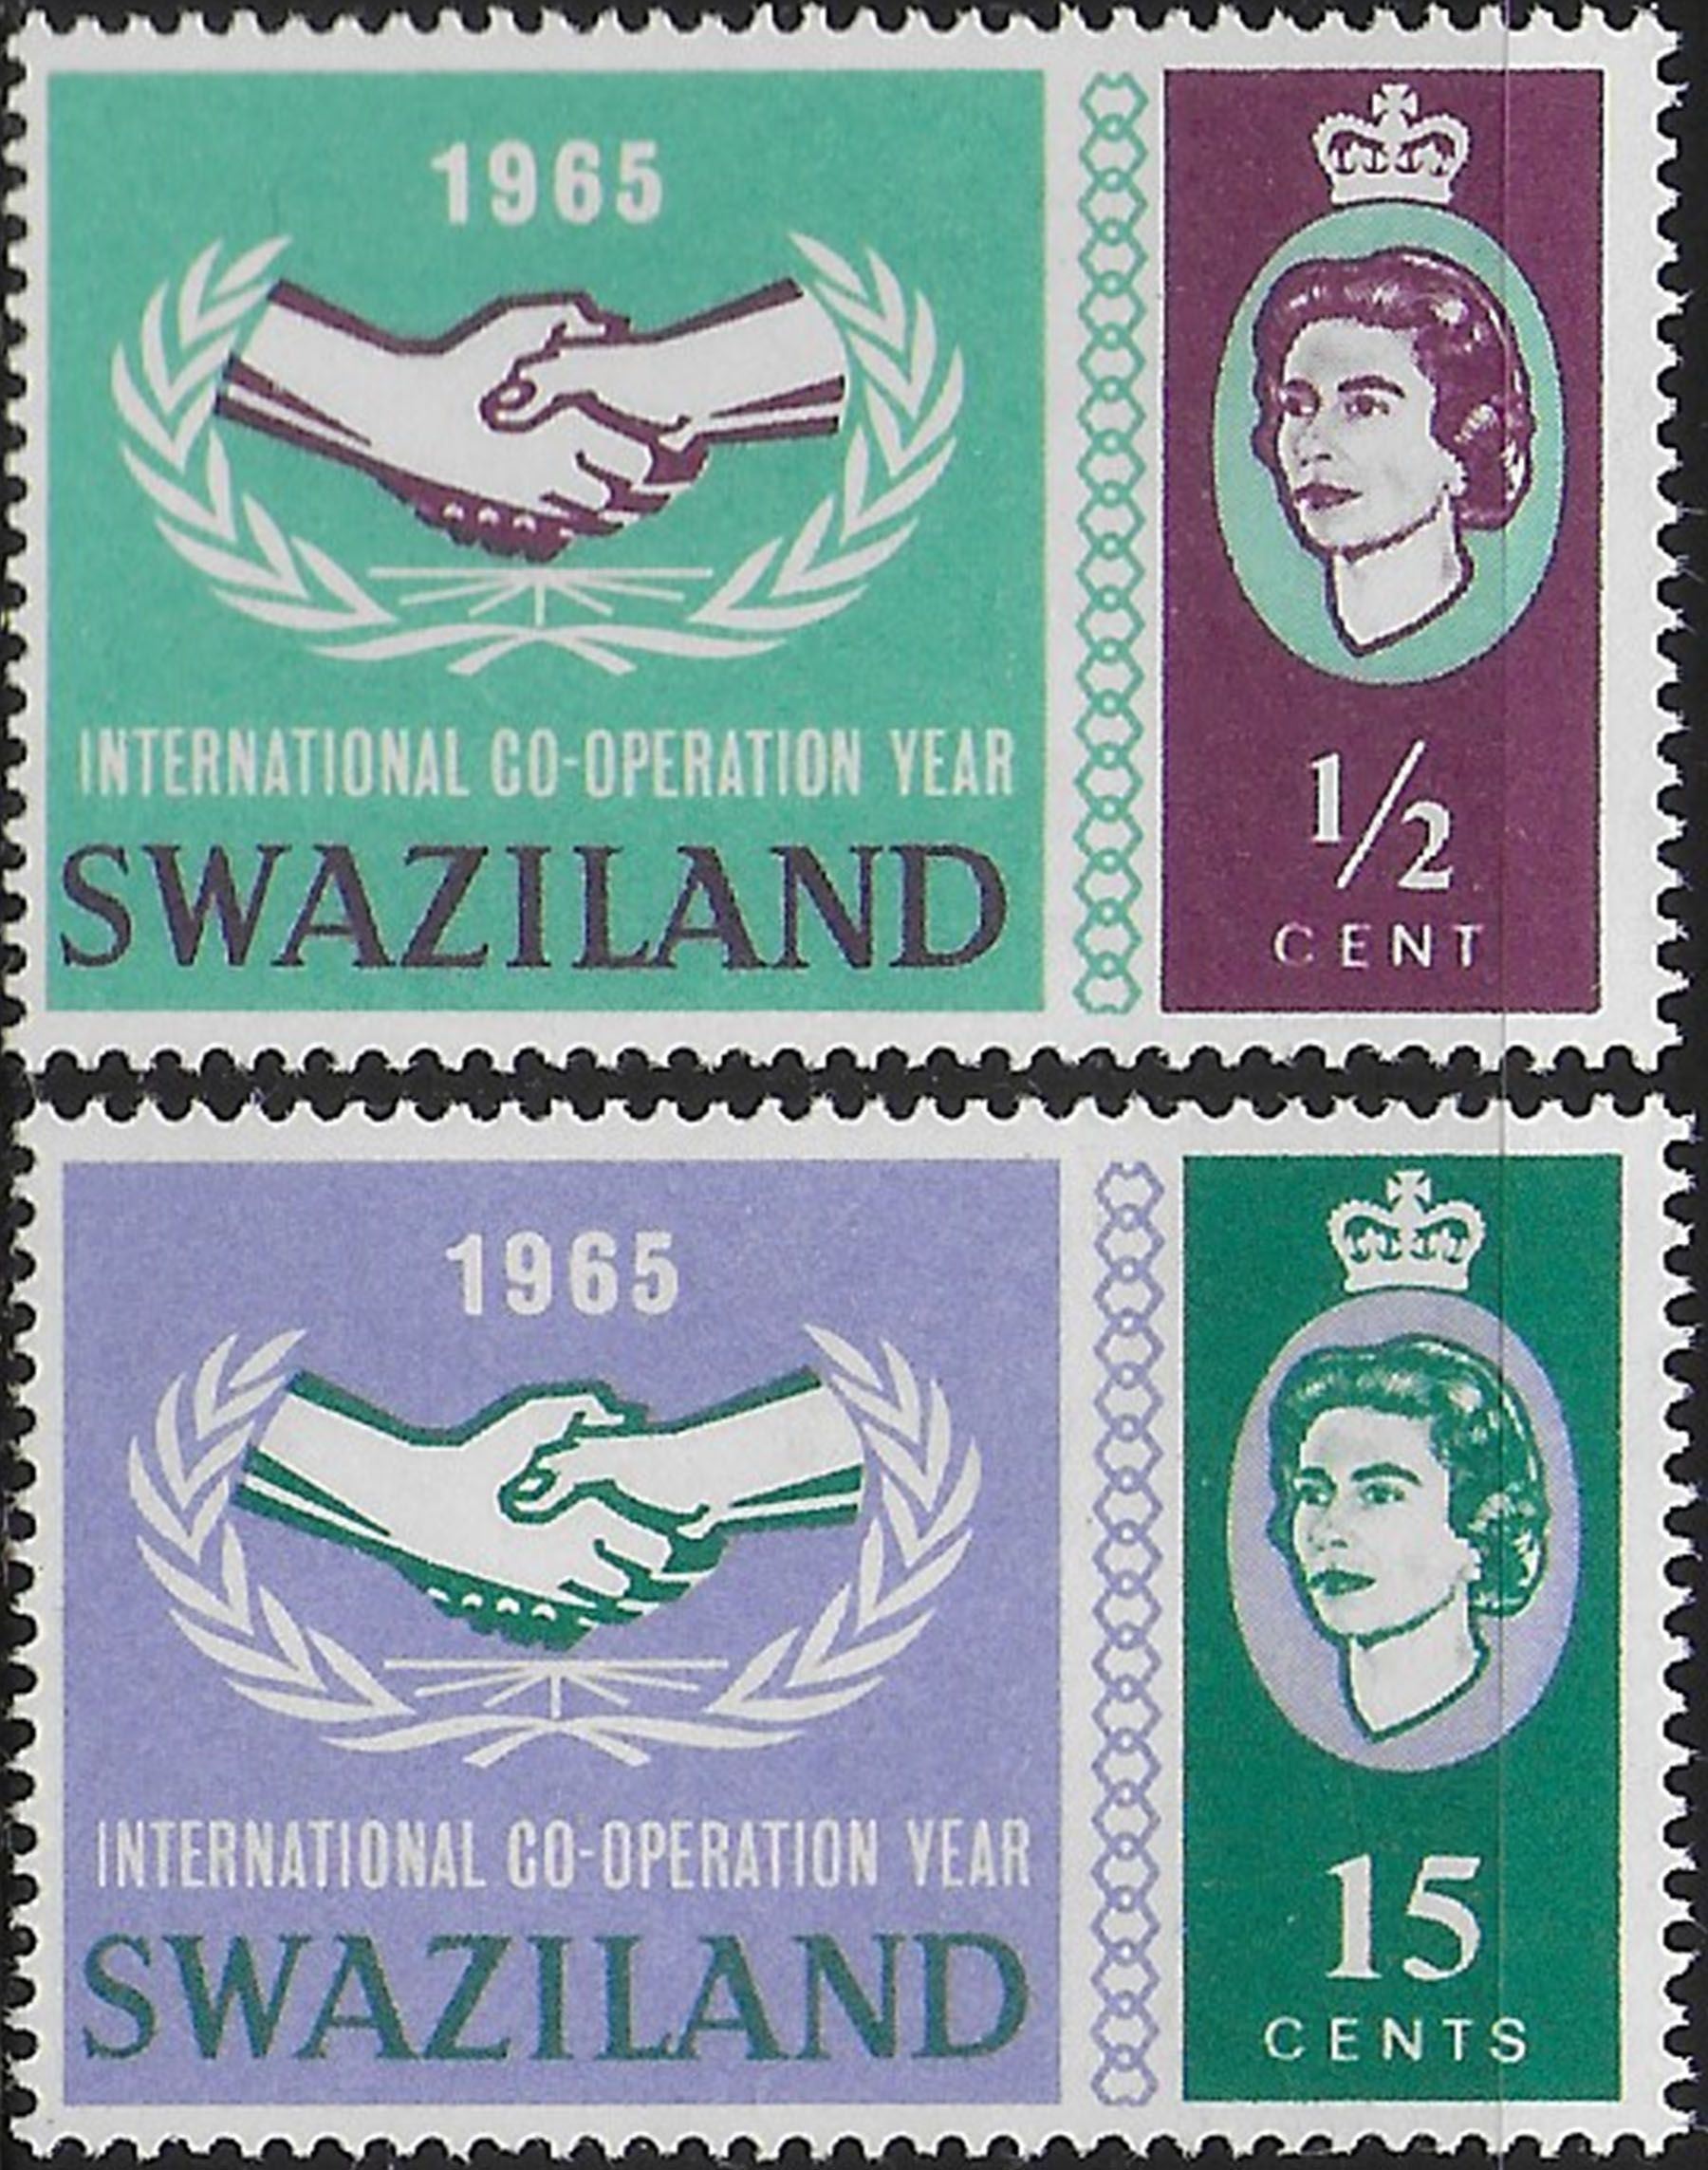 1965
INTERNATIONAL CO-OPERATION YEAR
SWAZILAND
1/2
CENT
1965
INTERNATIONAL CO-OPERATION YEAR
SWAZILAND
15
CENTS